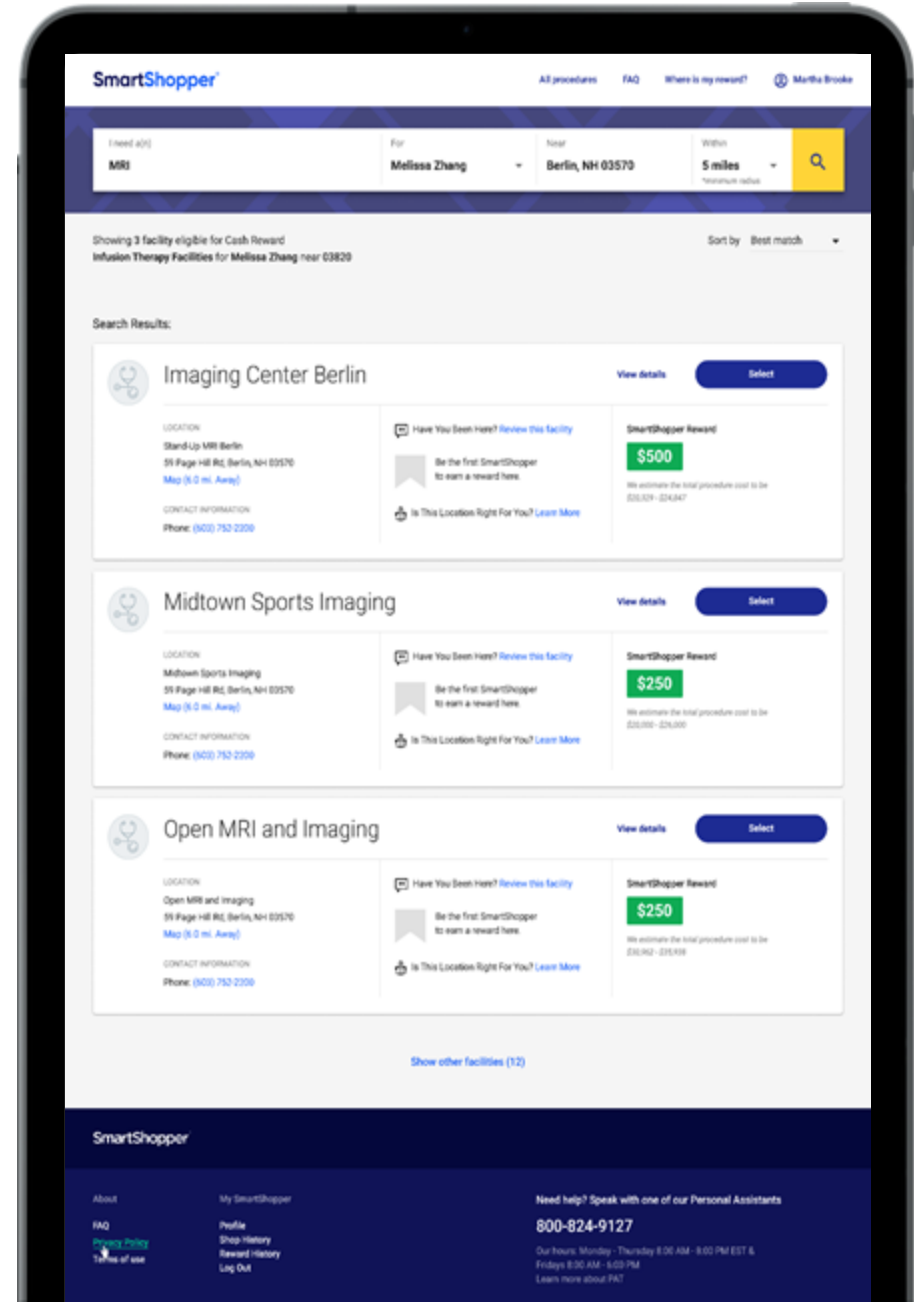 SmartShopper
All procedures FAQ Where is my reward? Martha Brooke
I need a(n) For Near Within
MRI Melissa Zhang Berlin, NH 03570 5 miles
*Minimum radius
Showing 3 facility eligible for Cash Reward Sort by Best match
Infusion Therapy Facilities for Melissa Zhang near 03820
Search Results:
Imaging Center Berlin View details Select
LOCATION
Stand-Up MRI Berlin
59 Page Hill Rd, Berlin, NH 03570
Map (6.0 mi. Away)
CONTACT INFORMATION
Phone: (603) 752-2200
Have You Been Here? Review this facility
Be the first SmartShopper
to earn a reward here.
Is This Location Right For You? Learn More
SmartShopper Reward
$500
We estimate the total procedure cost to be
Midtown Sports Imaging View details Select
LOCATION
Midtown Sports Imaging
59 Page Hill Rd, Berlin, NH 03570
Map (6.0 mi. Away)
CONTACT INFORMATION
Phone: (603) 752-2200
Have You Been Here? Review this facility
Be the first SmartShopper
to earn a reward here.
Is This Location Right For You? Learn More
SmartShopper Reward
$250
We estimate the total procedure cost to be
$20,000 - $26,000
Open MRI and Imaging View details Select
LOCATION
Open MRI and Imaging
59 Page Hill Rd, Berlin, NH 03570
Map (6.0 mi. Away)
CONTACT INFORMATION
Phone: (603) 752-2200
Have You Been Here? Review this facility
Be the first SmartShopper
to earn a reward here.
Is This Location Right For You? Learn More
SmartShopper Reward
$250
We estimate the total procedure cost to be
Show other facilities (12)
SmartShopper
About
FAQ
Privacy Policy
Terms of use
My SmartShopper
Profile
Shop History
Reward History
Log Out
Need help? Speak with one of our Personal Assistants
800-824-9127
Our hours: Monday - Thursday 8:00 AM - 8:00 PM EST &
Fridays 8:00 AM - 6:00 PM
Learn more about PAT